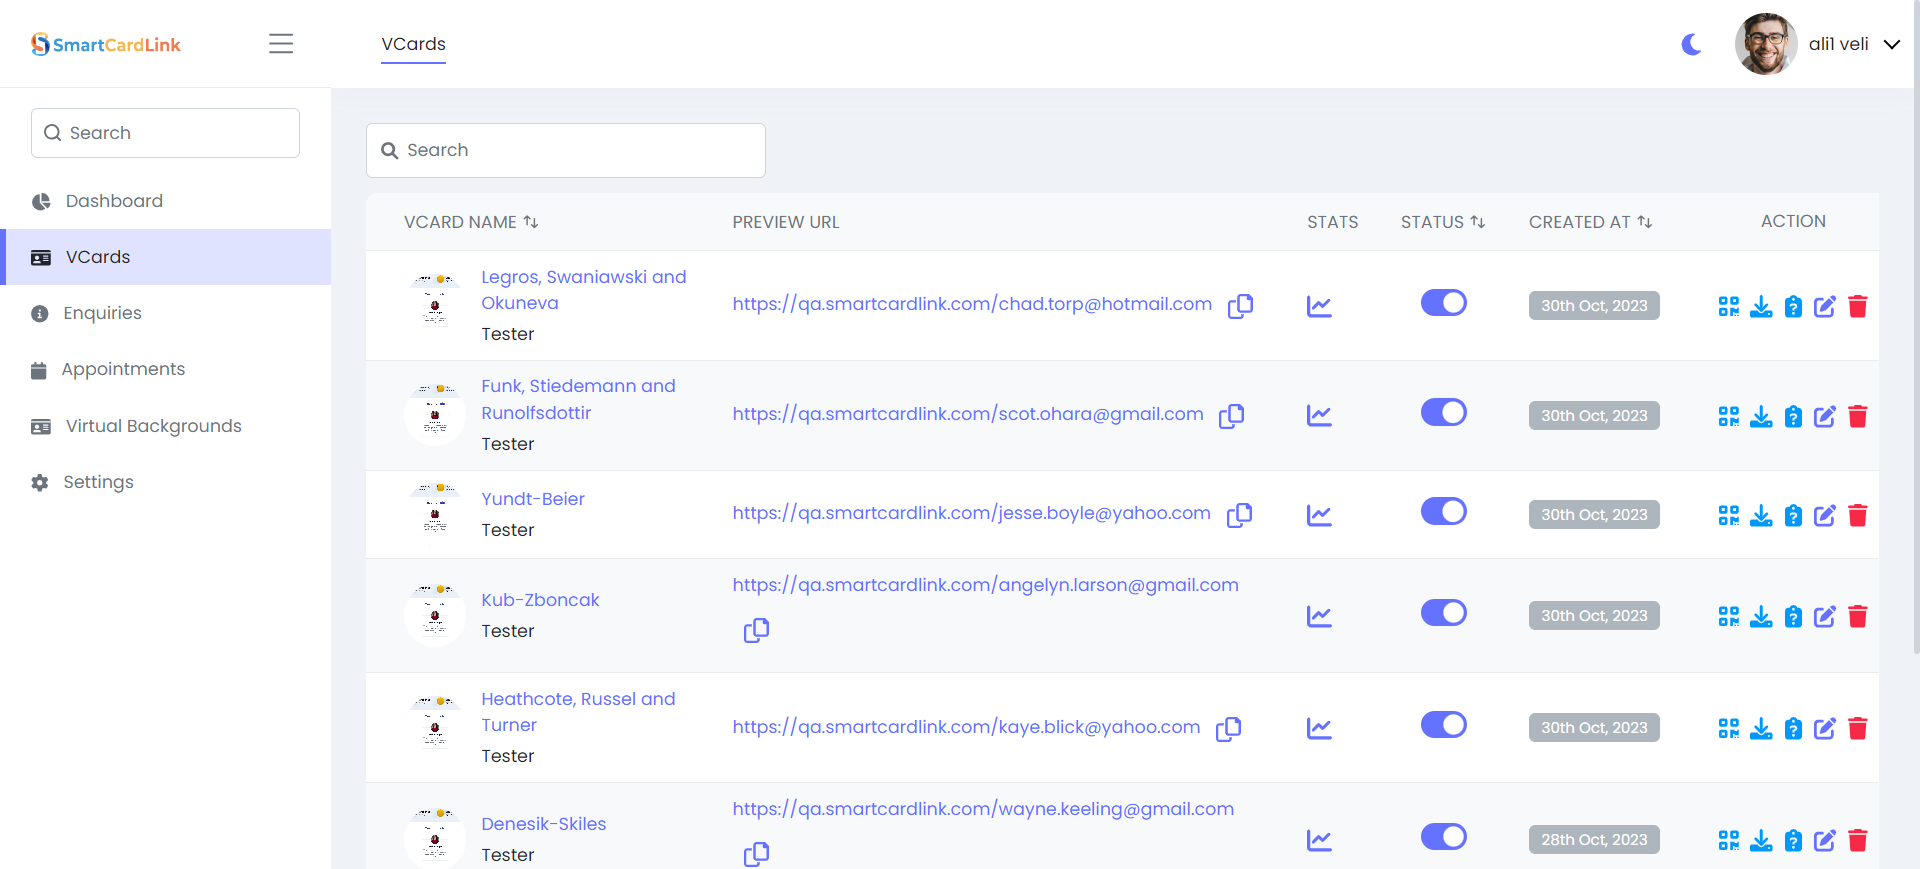 SmartCardLink
VCards
ali1 veli
Search
Dashboard
VCards
Enquiries
Appointments
Virtual Backgrounds
Settings
Search
VCARD NAME PREVIEW URL STATS STATUS CREATED AT ACTION
Legros, Swaniawski and
Okuneva
Tester
https://qa.smartcardlink.com/chad.torp@hotmail.com
30th Oct, 2023
Funk, Stiedemann and
Runolfsdottir
Tester
https://qa.smartcardlink.com/scot.ohara@gmail.com
30th Oct, 2023
Yundt-Beier
Tester
https://qa.smartcardlink.com/jesse.boyle@yahoo.com
30th Oct, 2023
Kub-Zboncak
Tester
https://qa.smartcardlink.com/angelyn.larson@gmail.com
30th Oct, 2023
Heathcote, Russel and
Turner
Tester
https://qa.smartcardlink.com/kaye.blick@yahoo.com
30th Oct, 2023
Denesik-Skiles
Tester
https://qa.smartcardlink.com/wayne.keeling@gmail.com
28th Oct, 2023